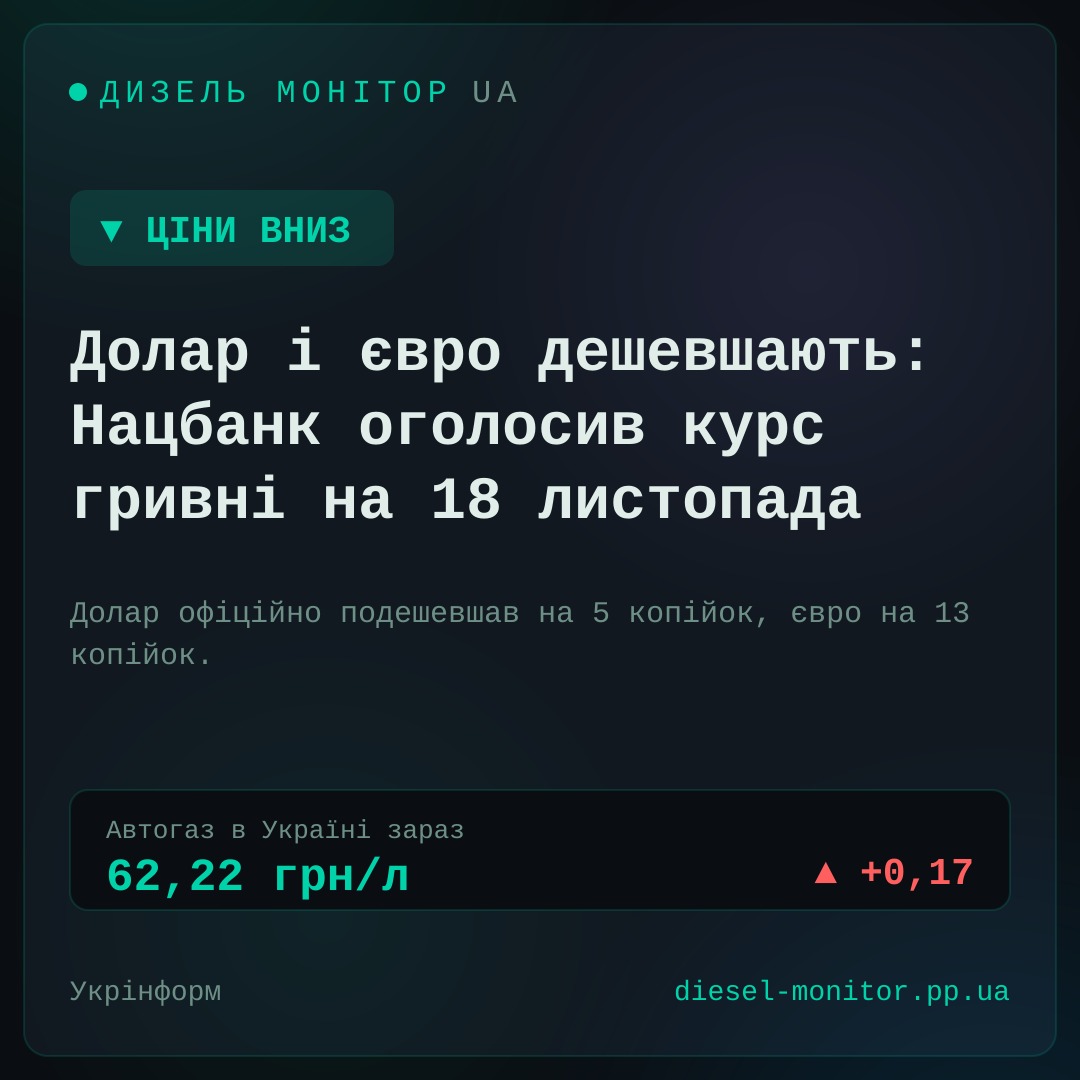 ДИЗЕЛЬ МОНІТОР UA
▼ ЦІНИ ВНИЗ
Долар і євро дешевшають:
Нацбанк оголосив курс
гривні на 18 листопада
Долар офіційно подешевшав на 5 копійок, євро на 13
копійок.
Автогаз в Україні зараз
62,22 грн/л
▲ +0,17
Укрінформ
diesel-monitor.pp.ua